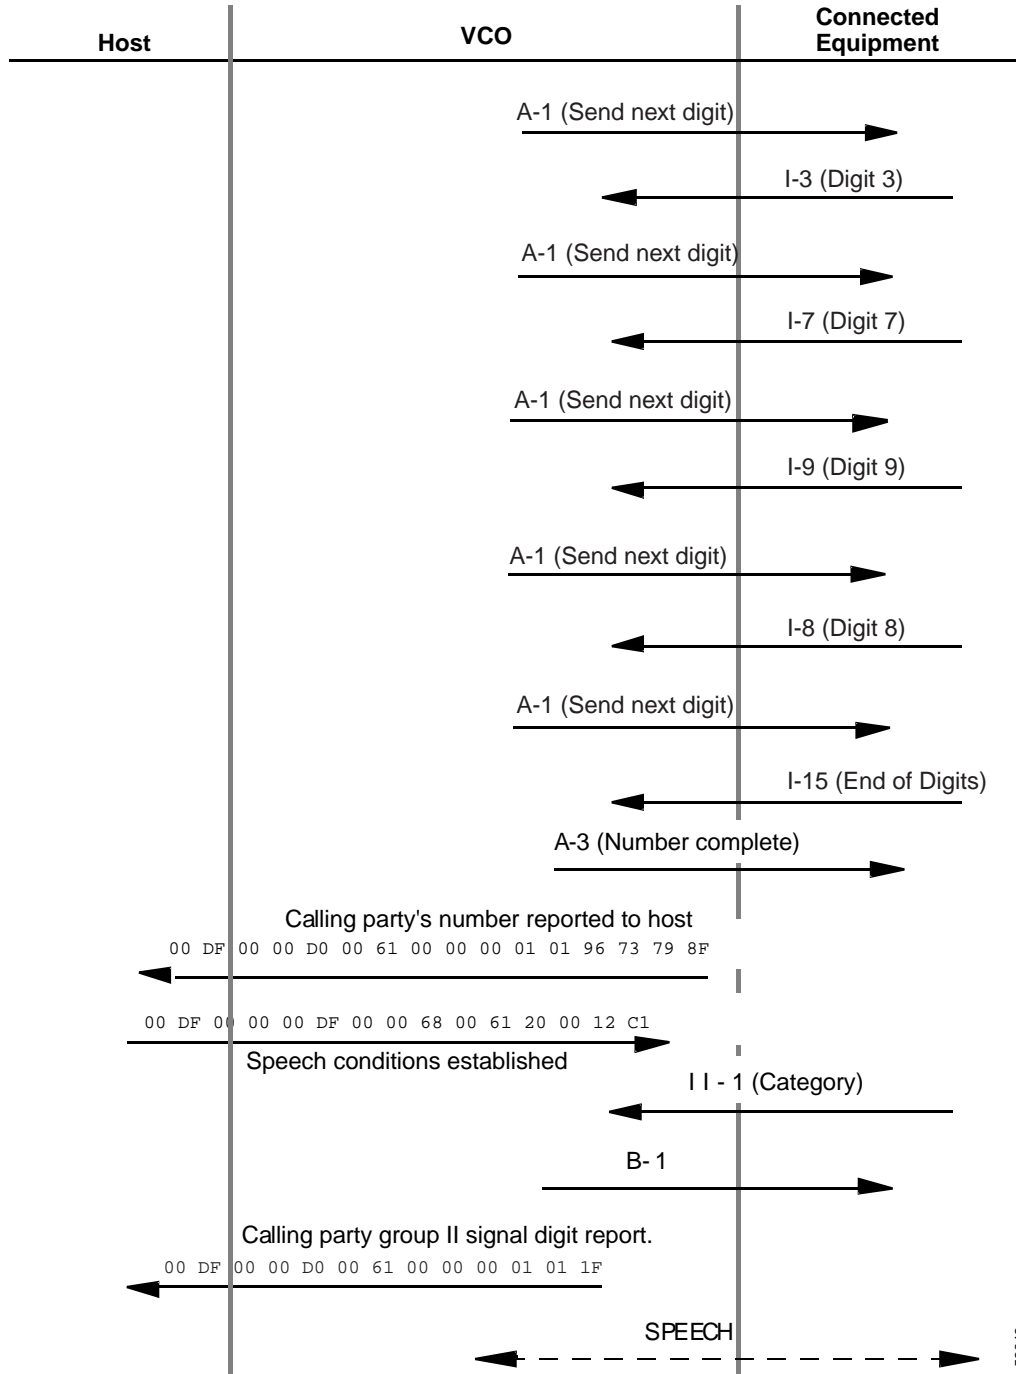 Host
VCO
Connected
Equipment
A-1 (Send next digit)
I-3 (Digit 3)
A-1 (Send next digit)
I-7 (Digit 7)
A-1 (Send next digit)
I-9 (Digit 9)
A-1 (Send next digit)
I-8 (Digit 8)
A-1 (Send next digit)
I-15 (End of Digits)
A-3 (Number complete)
Calling party's number reported to host
00 DF 00 00 D0 00 61 00 00 00 01 01 96 73 79 8F
00 DF 00 00 00 DF 00 00 68 00 61 20 00 12 C1
Speech conditions established
II-1 (Category)
B-1
Calling party group II signal digit report.
00 DF 00 00 D0 00 61 00 00 00 01 01 1F
SPEECH